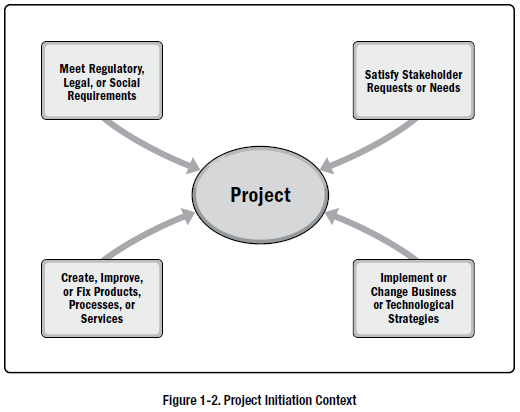 Meet Regulatory,
Legal, or Social
Requirements
Satisfy Stakeholder
Requests or Needs
Project
Create, Improve,
or Fix Products,
Processes, or
Services
Implement or
Change Business
or Technological
Strategies
Figure 1-2. Project Initiation Context